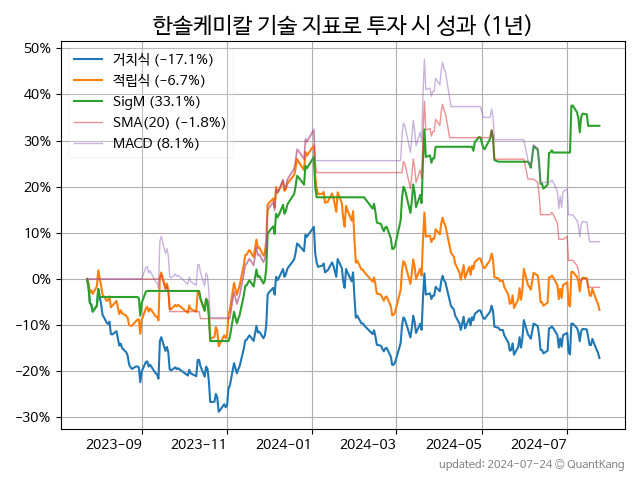 한솔케미칼 기술 지표로 투자 시 성과 (1년)
50%
40%
30%
20%
10%
0%
−10%
−20%
−30%
거치식 (−17.1%)
적립식 (−6.7%)
SigM (33.1%)
SMA(20) (−1.8%)
MACD (8.1%)
2023-09
2023-11
2024-01
2024-03
2024-05
2024-07
updated: 2024-07-24 © QuantKang